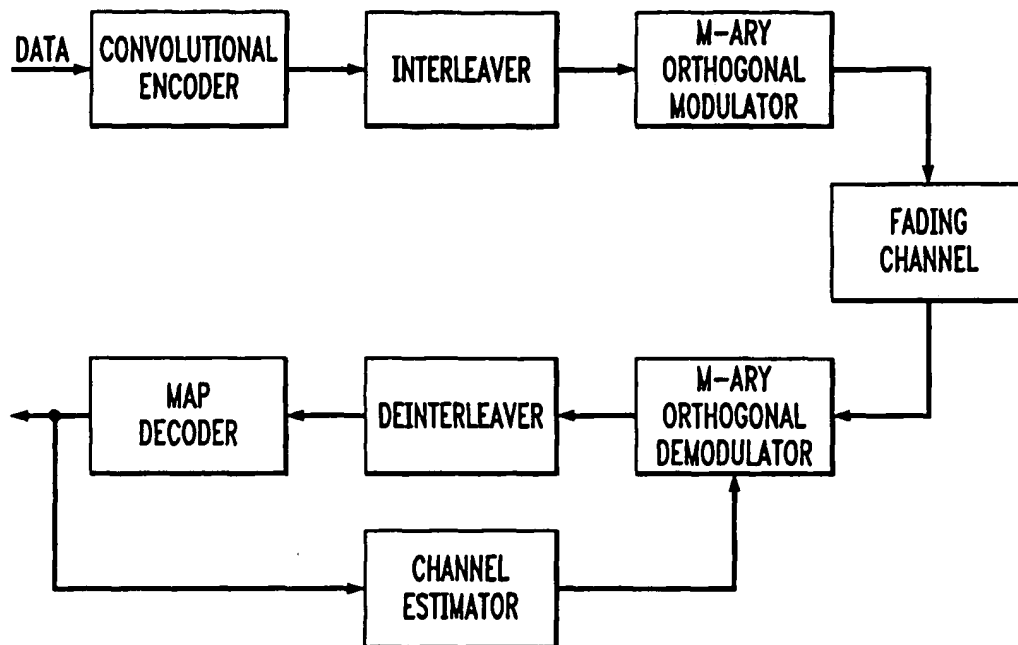 DATA
CONVOLUTIONAL
ENCODER
INTERLEAVER
M-ARY
ORTHOGONAL
MODULATOR
FADING
CHANNEL
MAP
DECODER
DEINTERLEAVER
M-ARY
ORTHOGONAL
DEMODULATOR
CHANNEL
ESTIMATOR